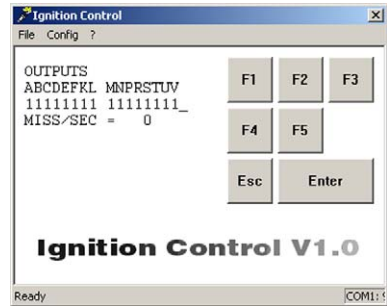 Ignition Control
File Config ?
OUTPUTS
ABCDEFKL MNPRSTUV
11111111 11111111_
MISS/SEC = 0
F1 F2 F3
F4 F5
Esc Enter
Ignition Control V1.0
Ready COM1: